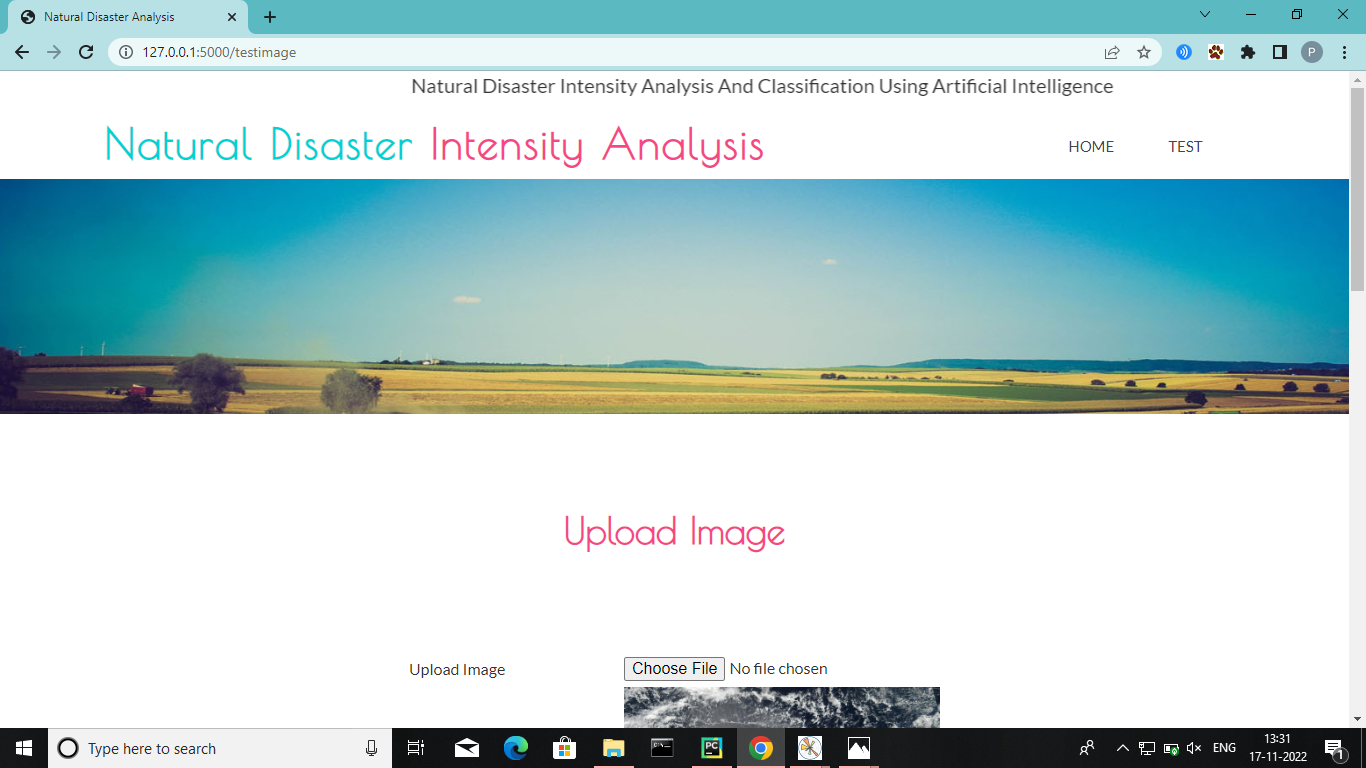 Natural Disaster Analysis
127.0.0.1:5000/testimage
P
Natural Disaster Intensity Analysis And Classification Using Artificial Intelligence
Natural Disaster Intensity Analysis
HOME TEST
Upload Image
Upload Image Choose File No file chosen
Type here to search
PC
ENG
13:31
17-11-2022
1